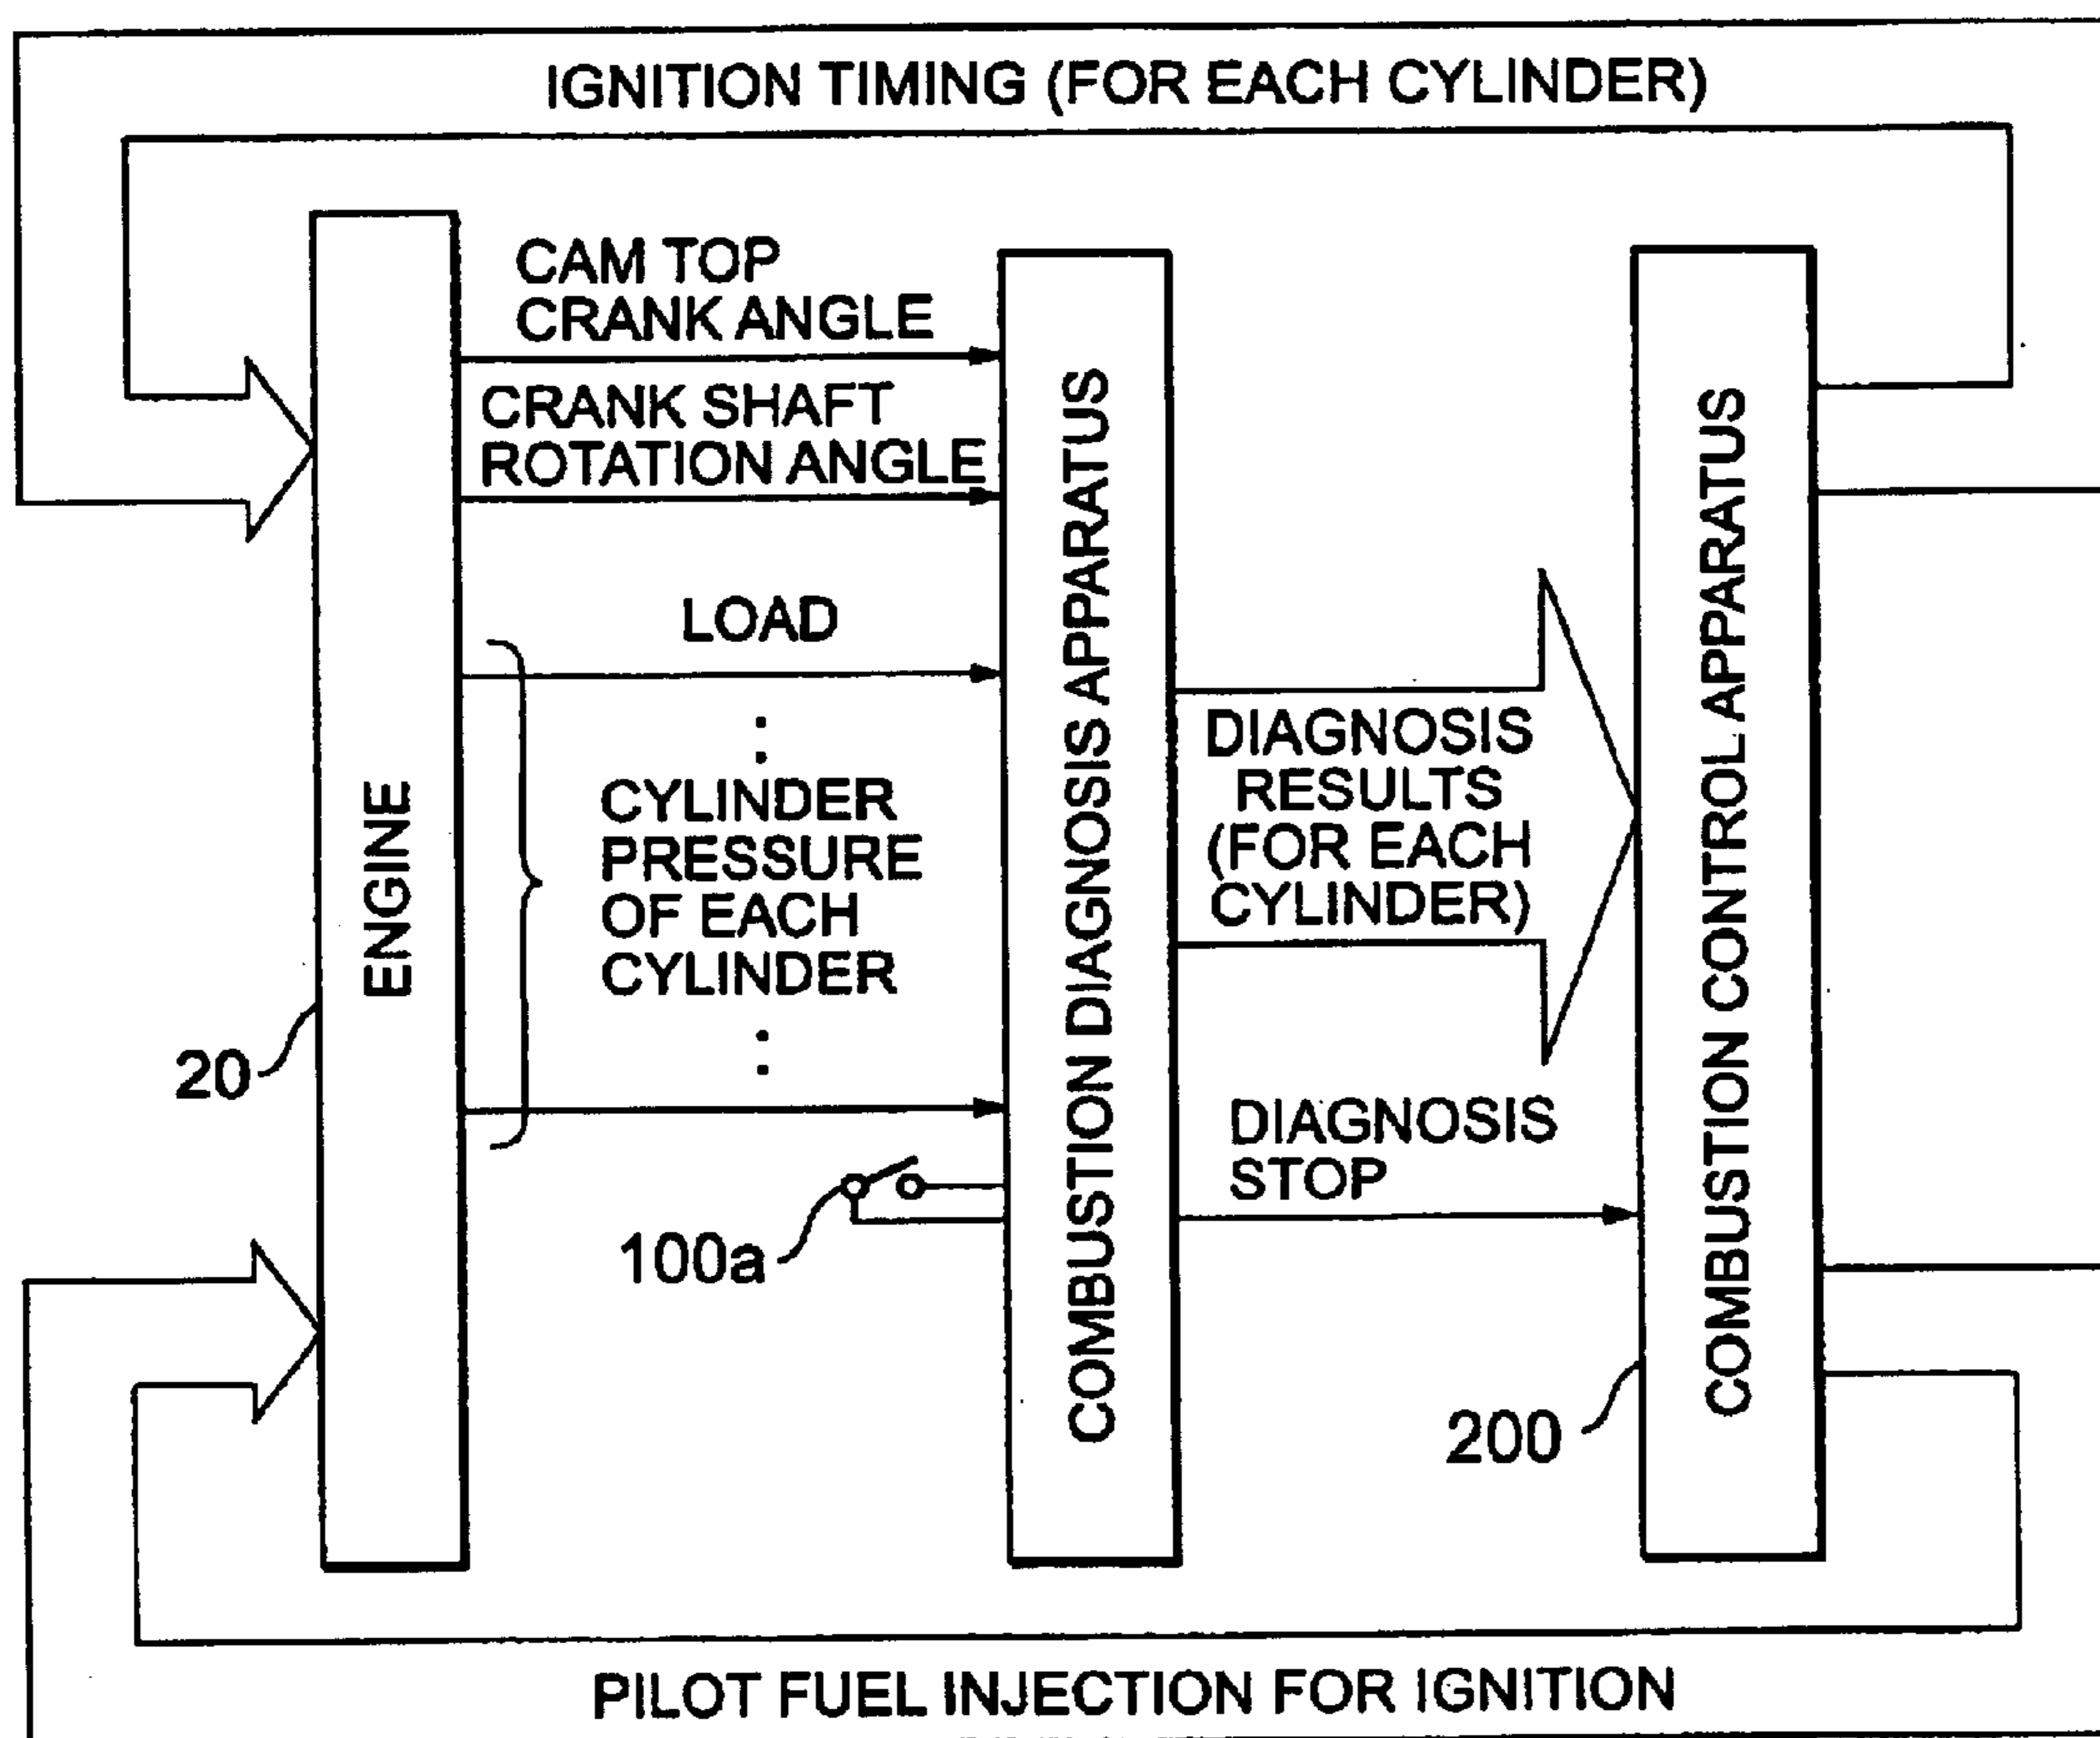 IGNITION TIMING (FOR EACH CYLINDER)
CAM TOP
CRANK ANGLE
CRANK SHAFT
ROTATION ANGLE
LOAD
:
CYLINDER
PRESSURE
OF EACH
CYLINDER
:
ENGINE
20
100a
COMBUSTION DIAGNOSIS APPARATUS
DIAGNOSIS
RESULTS
(FOR EACH
CYLINDER)
DIAGNOSIS
STOP
COMBUSTION CONTROL APPARATUS
200
PILOT FUEL INJECTION FOR IGNITION